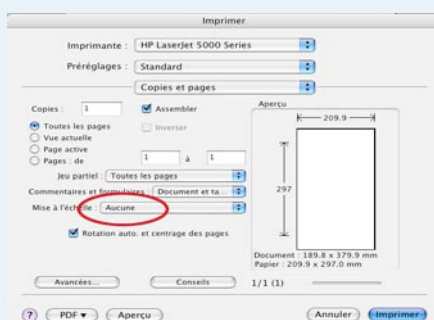 Imprimer
Imprimante : HP LaserJet 5000 Series
Préréglages : Standard
Copies et pages
Copies : 1 Assembler
Inverser
Toutes les pages
Vue actuelle
Page active
Pages : de 1 à 1
Jeu partiel : Toutes les pages
Commentaires et formulaires : Document et ta...
Mise à l'échelle : Aucune
Rotation auto. et centrage des pages
Aperçu
209.9
297
Document : 189.8 x 379.9 mm
Papier : 209.9 x 297.0 mm
Avancées... Conseils 1/1 (1)
? PDF Aperçu Annuler Imprimer